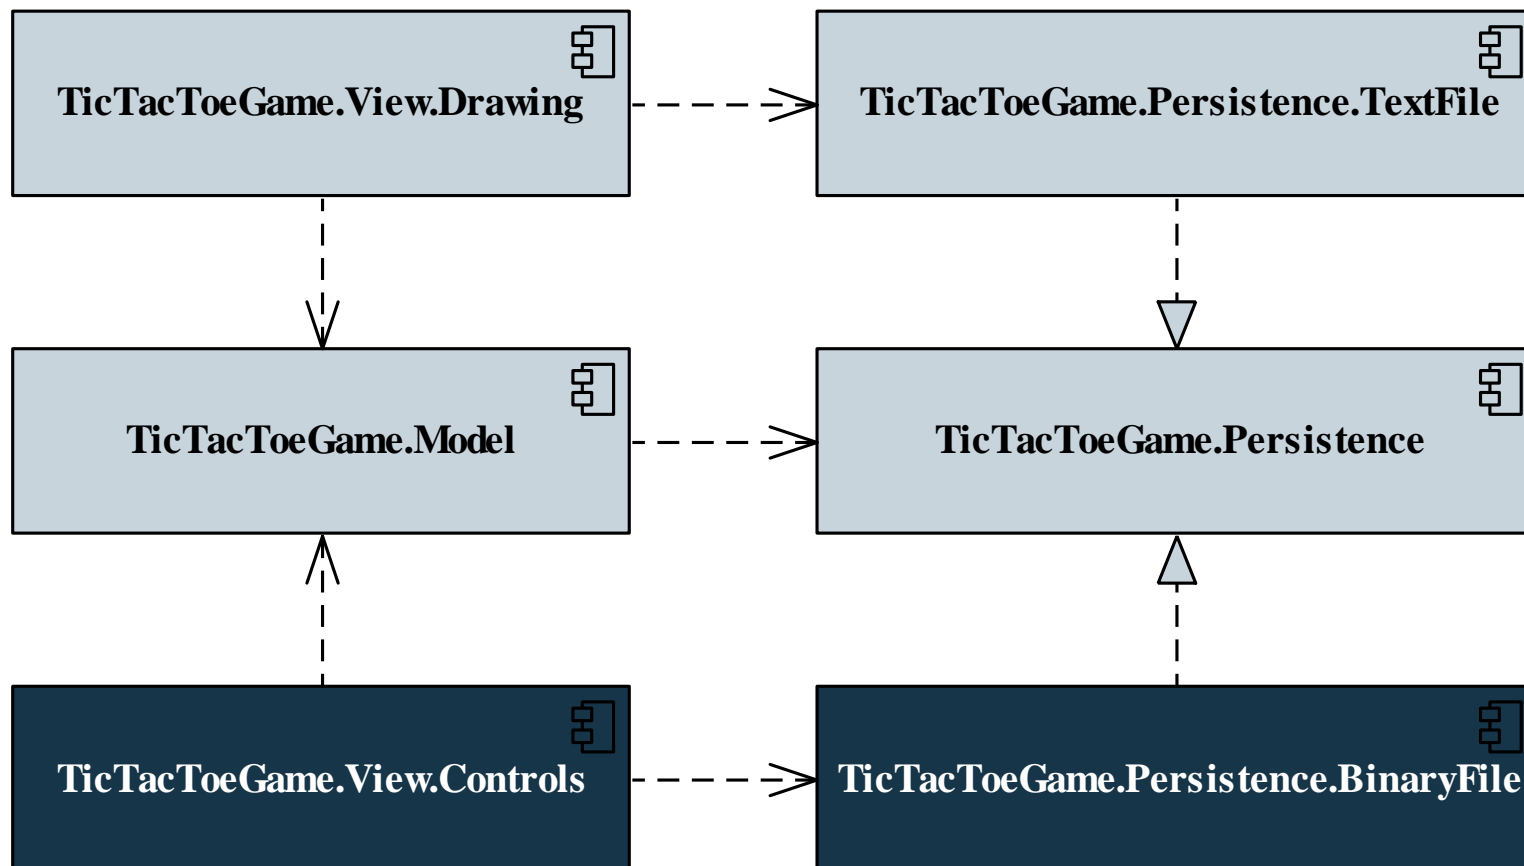 TicTacToeGame.View.Drawing
TicTacToeGame.Persistence.TextFile
TicTacToeGame.Model
TicTacToeGame.Persistence
TicTacToeGame.View.Controls
TicTacToeGame.Persistence.BinaryFile